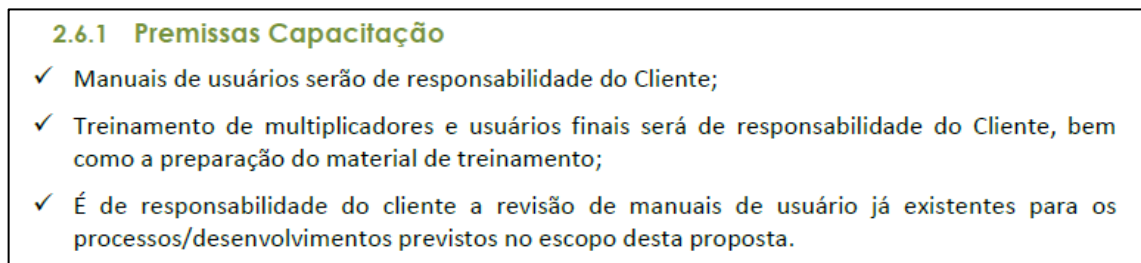 2.6.1 Premissas Capacitação
✓ Manuais de usuários serão de responsabilidade do Cliente;
✓ Treinamento de multiplicadores e usuários finais será de responsabilidade do Cliente, bem
como a preparação do material de treinamento;
✓ É de responsabilidade do cliente a revisão de manuais de usuário já existentes para os
processos/desenvolvimentos previstos no escopo desta proposta.